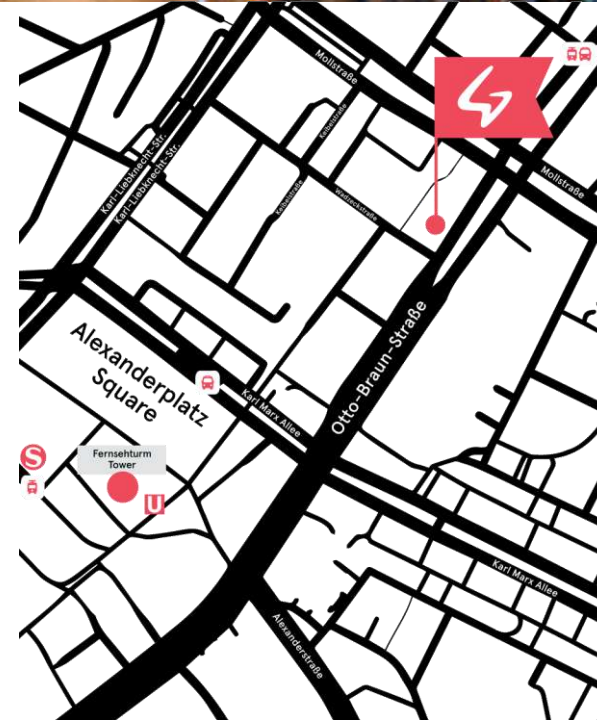 Mollstraße
Karl-Liebknecht-Str.
Karl-Liebknecht-Str.
Keibelstraße
Keibelstraße
Wadzeckstraße
Mollstraße
Otto-Braun-Straße
Alexanderplatz
Square
Karl Marx Allee
Fernsehturm
Tower
S
U
Karl Marx Allee
Alexanderstraße